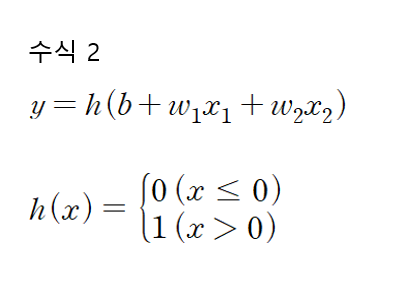 수식 2
y = h(b + w₁x₁ + w₂x₂)
h(x) = {0 (x ≤ 0)
1 (x > 0)